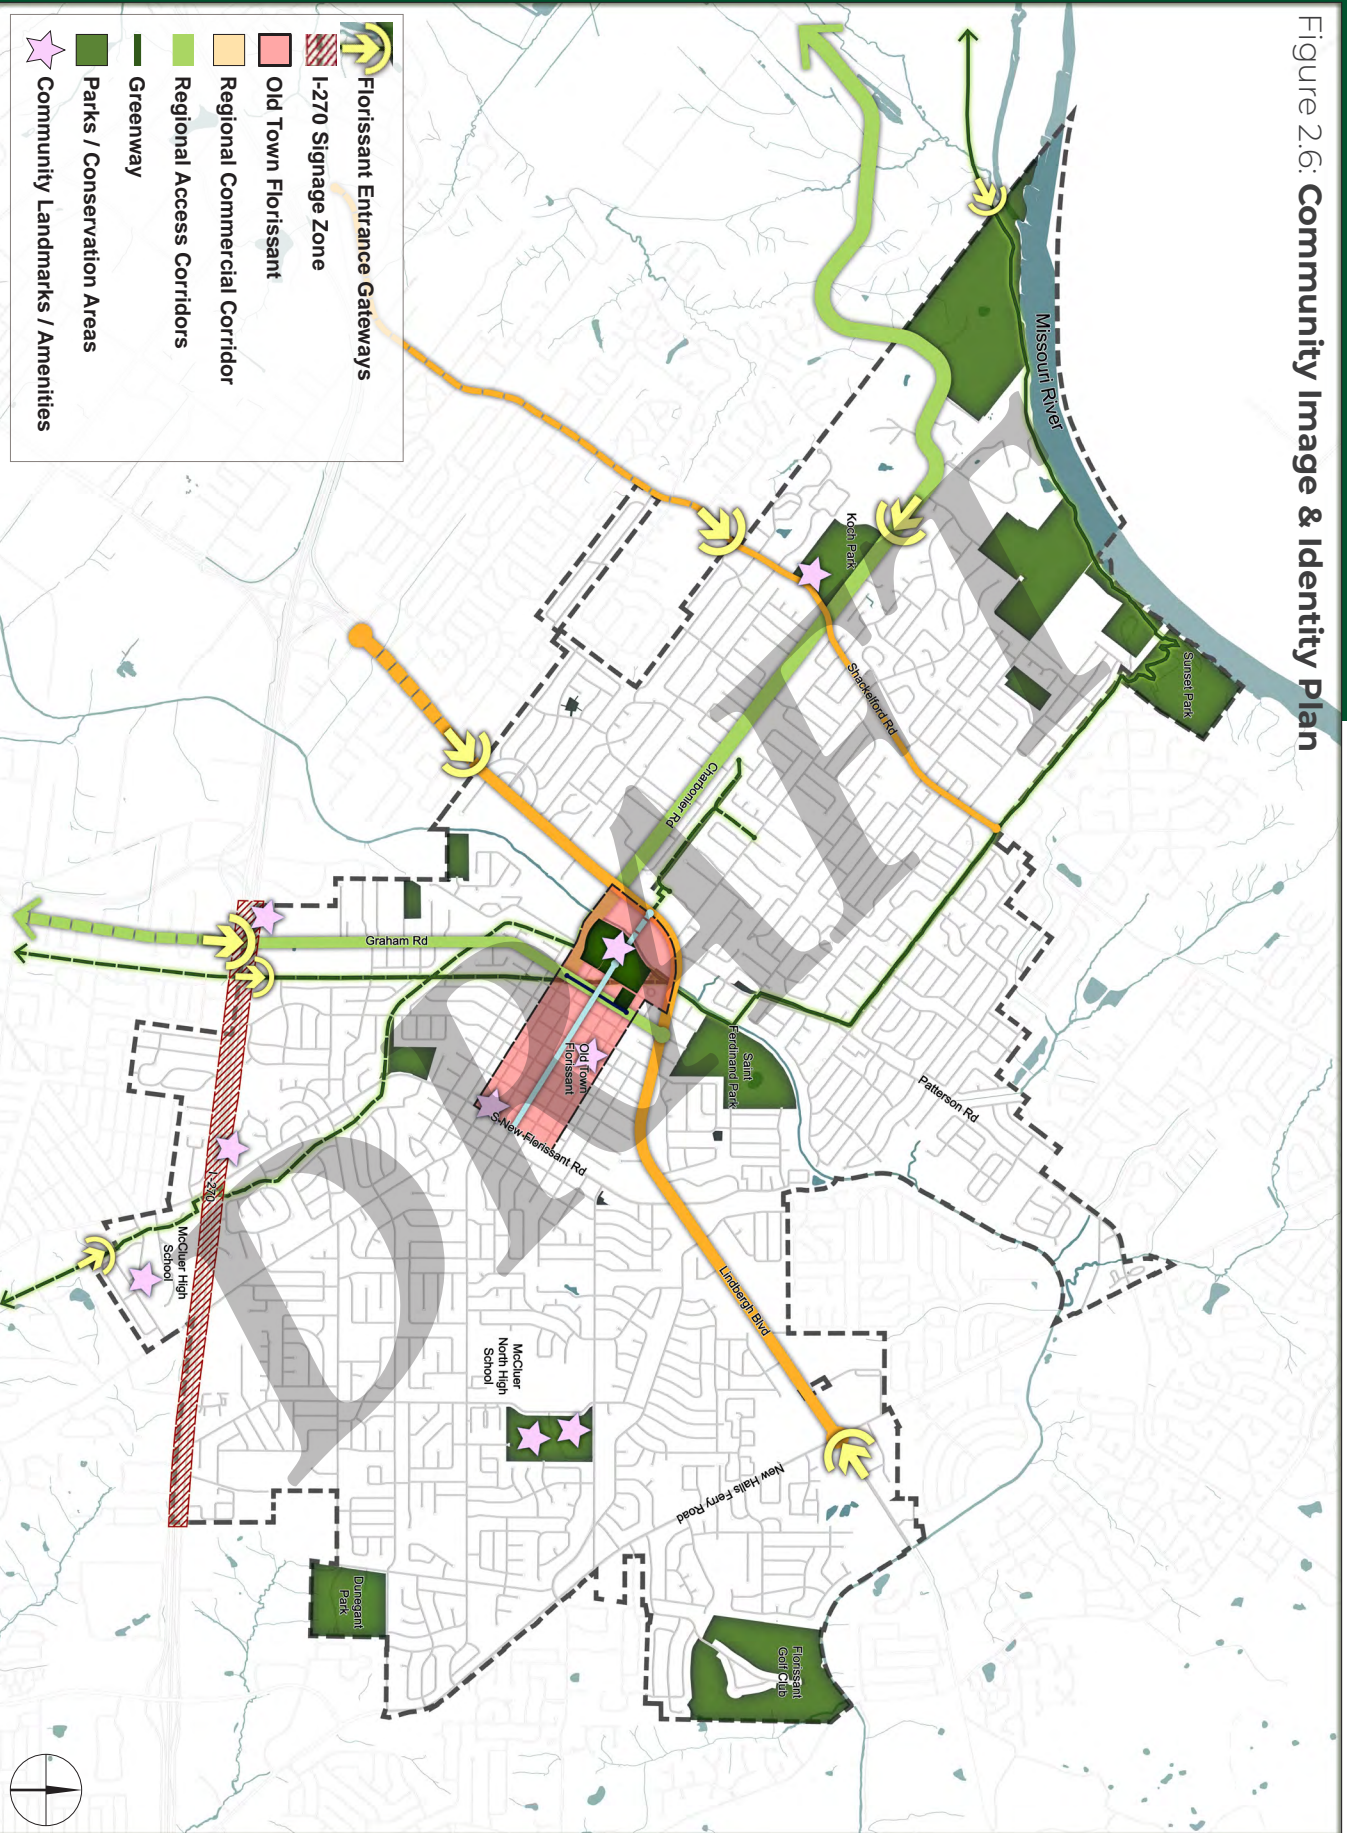 Figure 2.6: Community Image & Identity Plan
Florissant Entrance Gateways
I-270 Signage Zone
Old Town Florissant
Regional Commercial Corridor
Regional Access Corridors
Greenway
Parks / Conservation Areas
Community Landmarks / Amenities
Missouri River
Sunset Park
Koch Park
Shackelford Rd
Charbonier Rd
Graham Rd
Old Town
Florissant
Saint
Ferdinand Park
Patterson Rd
S New Florissant Rd
I-270
McCluer High
School
Lindbergh Blvd
McCluer
North High
School
New Halls Ferry Road
Dunegant
Park
Florissant
Golf Club
DRAFT